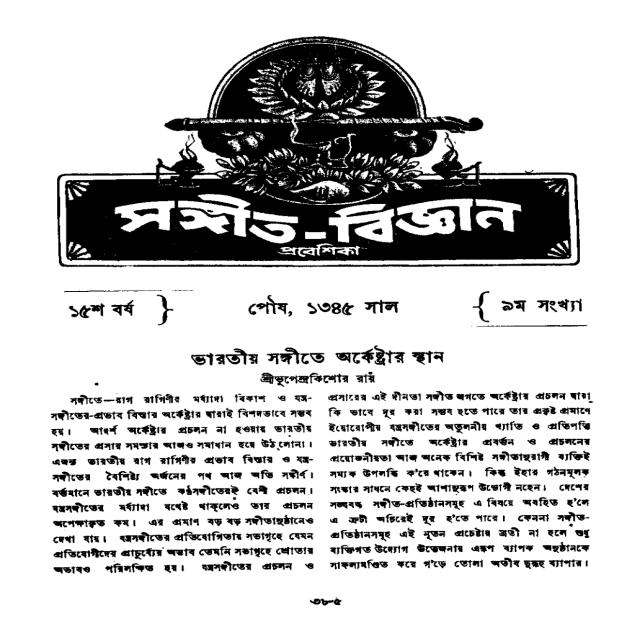 সঙ্গীত-বিজ্ঞান
প্রবেশিকা
১৫শ বর্ষ
পৌষ, ১৩৪৫ সাল
৯ম সংখ্যা
ভারতীয় সঙ্গীতে অর্কেষ্ট্রার স্থান
শ্রীভূপেন্দ্রকিশোর রায়
সঙ্গীতে—রাগ রাগিণীর মর্য্যাদা বিকাশ ও যন্ত্র-
সঙ্গীতের-প্রভাব বিস্তার অর্কেষ্ট্রার দ্বারাই বিশদভাবে সম্ভব
হয়। আদর্শ অর্কেষ্ট্রার প্রচলন না হওয়ায় ভারতীয়
সঙ্গীতের প্রসার সমস্যার আজও সমাধান হয়ে উঠ্‌লোনা।
এজন্য ভারতীয় রাগ রাগিণীর প্রভাব বিস্তার ও যন্ত্র-
সঙ্গীতের বৈশিষ্ট্য অর্জনের পথ আজ অতি সঙ্কীর্ণ।
বর্ত্তমানে ভারতীয় সঙ্গীতে কণ্ঠসঙ্গীতেরই বেশী প্রচলন।
যন্ত্রসঙ্গীতের মর্য্যাদা যথেষ্ট থাক্‌লেও তার প্রচলন
অপেক্ষাকৃত কম। এর প্রমাণ বড় বড় সঙ্গীতানুষ্ঠানেও
দেখা যায়। যন্ত্রসঙ্গীতের প্রতিযোগিতায় সভাগৃহে যেমন
প্রতিযোগীদের প্রাচুর্য্যের অভাব তেমনি সভাগৃহে শ্রোতার
অভাবও পরিলক্ষিত হয়। যন্ত্রসঙ্গীতের প্রচলন ও
প্রসারের এই দীনতা সঙ্গীত জগতে অর্কেষ্ট্রার প্রচলন দ্বারা
কি ভাবে দূর করা সম্ভব হতে পারে তার প্রকৃষ্ট প্রমাণ
ইয়োরোপীয় যন্ত্রসঙ্গীতের অতুলনীয় খ্যাতি ও প্রতিপত্তি
ভারতীয় সঙ্গীতে অর্কেষ্ট্রার প্রবর্ত্তন ও প্রচলনের
প্রয়োজনীয়তা আজ অনেক বিশিষ্ট সঙ্গীতানুরাগী ব্যক্তিই
সম্যক উপলব্ধি ক'রে থাকেন। কিন্তু ইহার গঠনমূলক
সংস্কার সাধনে কেহই আশানুরূপ উদ্যোগী নহেন। দেশের
সঙ্ঘবদ্ধ সঙ্গীত-প্রতিষ্ঠানসমূহ এ বিষয়ে অবহিত হ'লে
এ ত্রুটী অচিরেই দূর হ'তে পারে। কেননা সঙ্গীত-
প্রতিষ্ঠানসমূহ এই নূতন প্রচেষ্টার ব্রতী না হলে শুধু
ব্যক্তিগত উদ্যোগ উত্তেজনায় এরূপ ব্যাপক অনুষ্ঠানকে
সাফল্যমণ্ডিত করে গ'ড়ে তোলা অতীব দুরূহ ব্যাপার।
৩৮৫